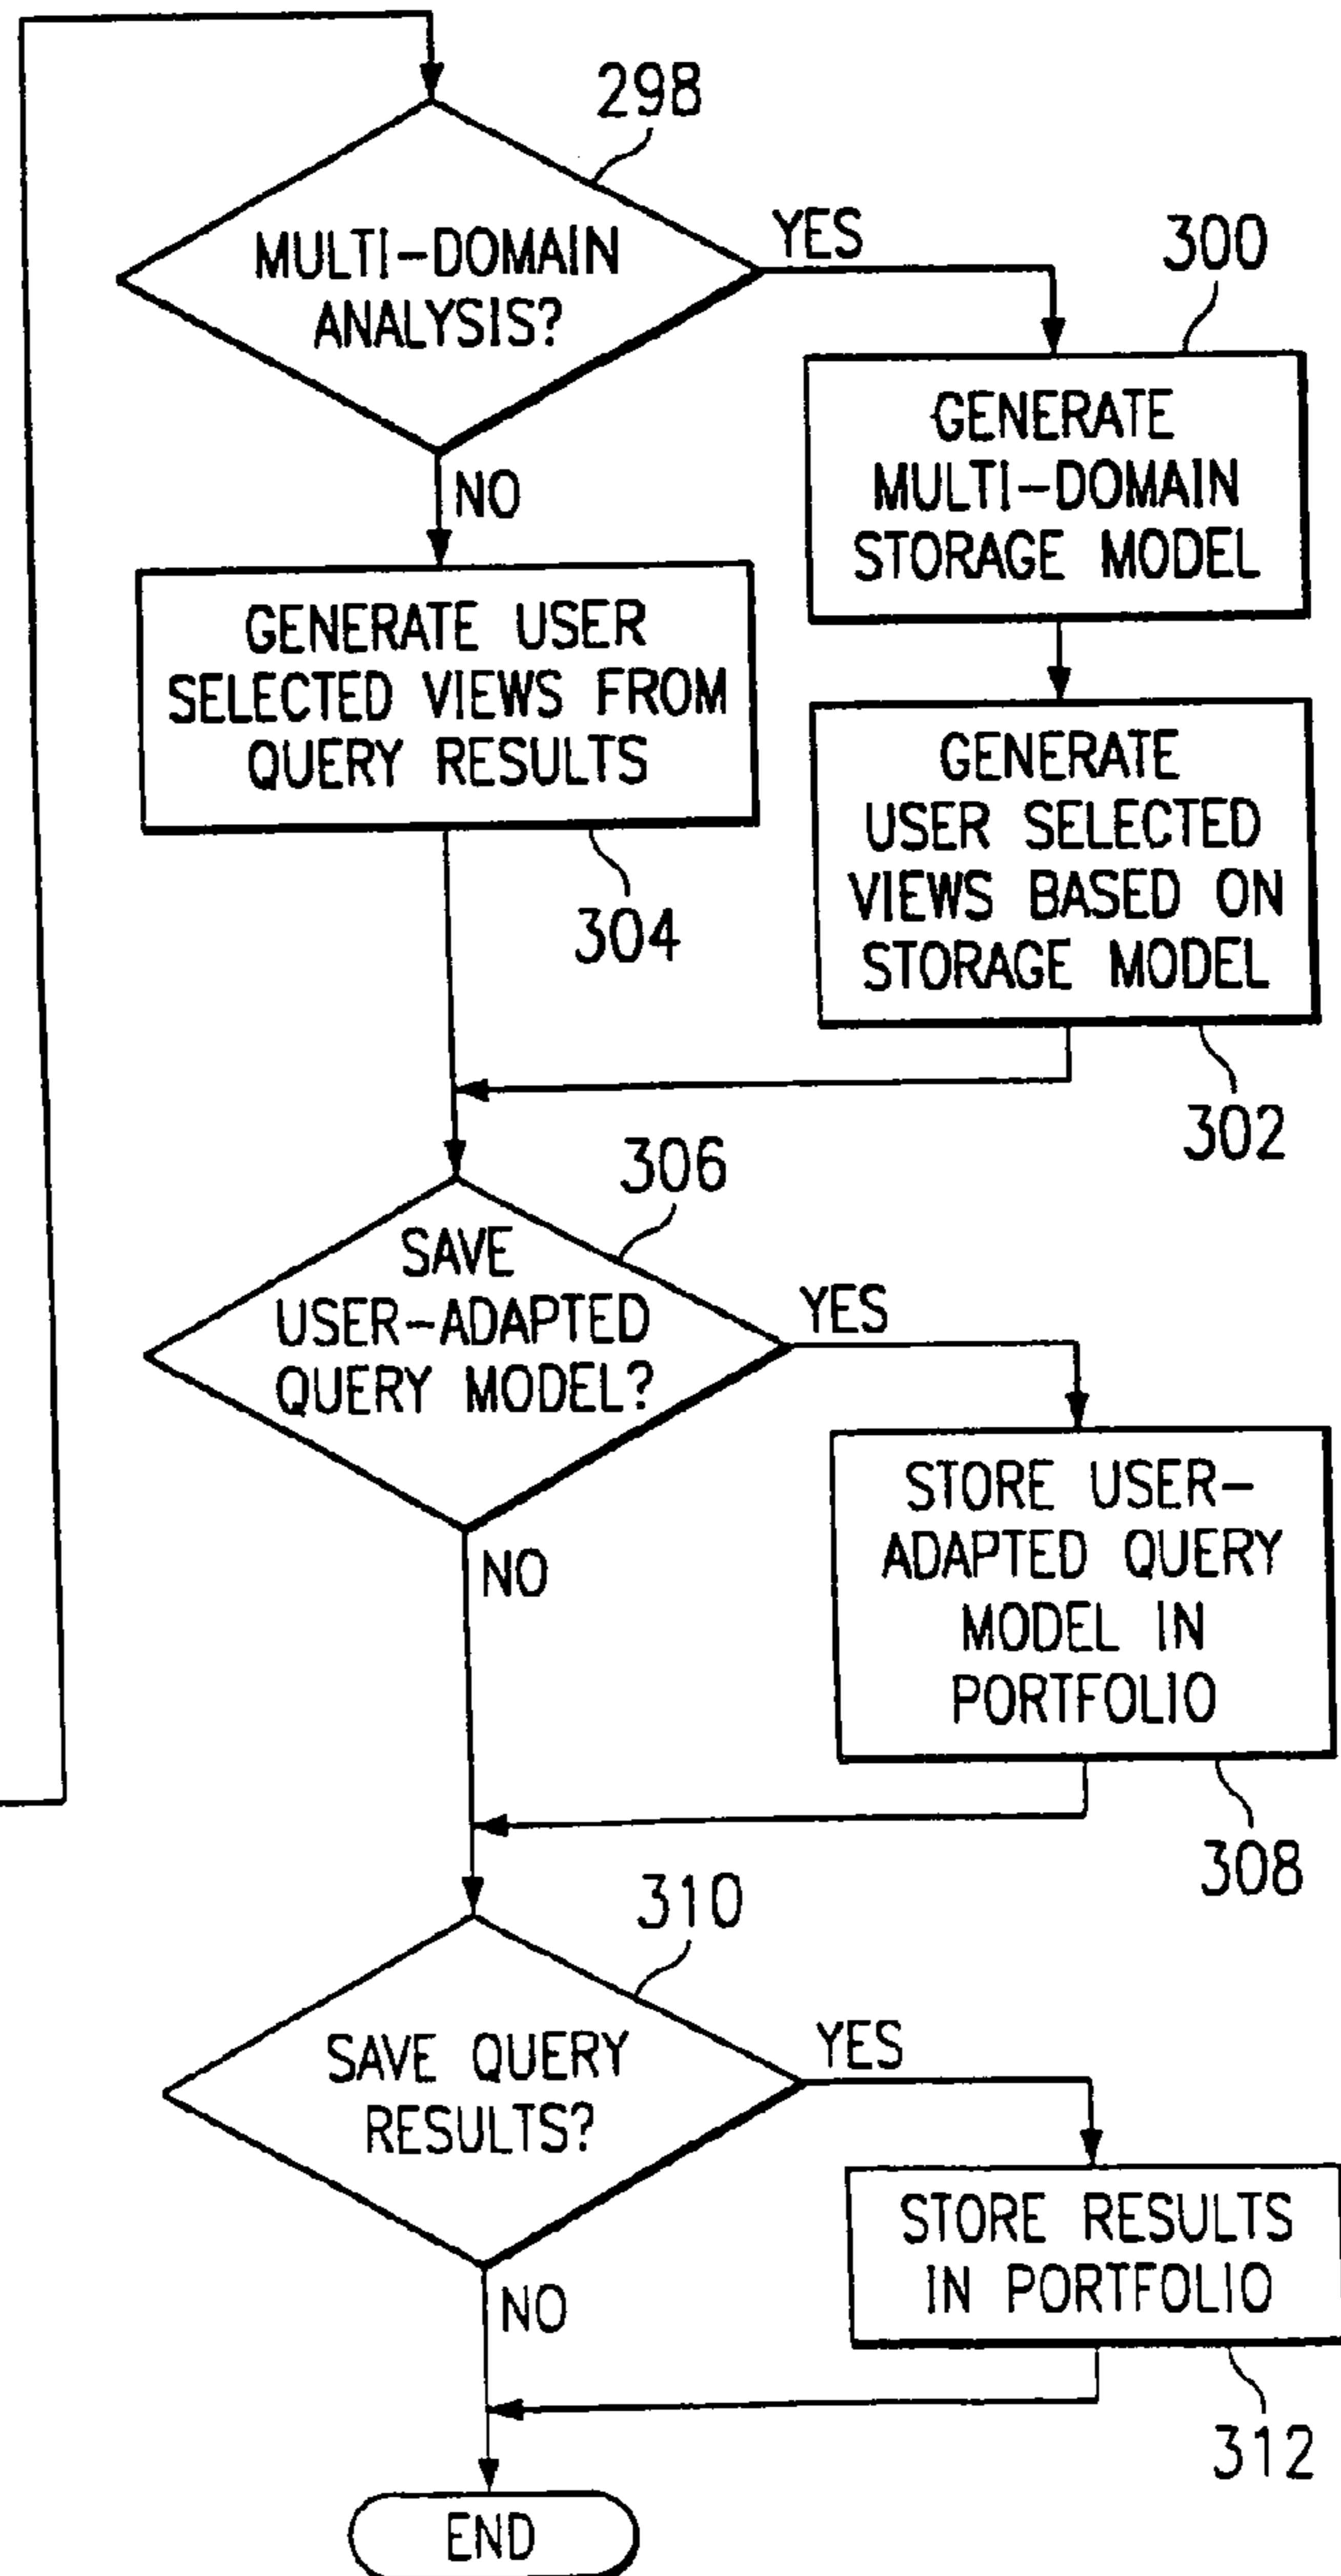 298
MULTI-DOMAIN
ANALYSIS?
YES
NO
300
GENERATE
MULTI-DOMAIN
STORAGE MODEL
GENERATE USER
SELECTED VIEWS FROM
QUERY RESULTS
304
GENERATE
USER SELECTED
VIEWS BASED ON
STORAGE MODEL
302
306
SAVE
USER-ADAPTED
QUERY MODEL?
YES
NO
STORE USER-
ADAPTED QUERY
MODEL IN
PORTFOLIO
308
310
SAVE QUERY
RESULTS?
YES
NO
STORE RESULTS
IN PORTFOLIO
312
END